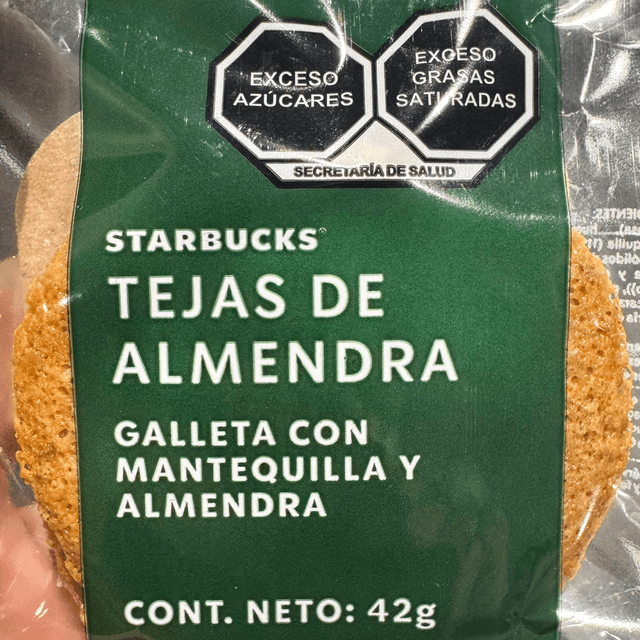 EXCESO
AZÚCARES
EXCESO
GRASAS
SATURADAS
SECRETARÍA DE SALUD
STARBUCKS®
TEJAS DE
ALMENDRA
GALLETA CON
MANTEQUILLA Y
ALMENDRA
CONT. NETO: 42g